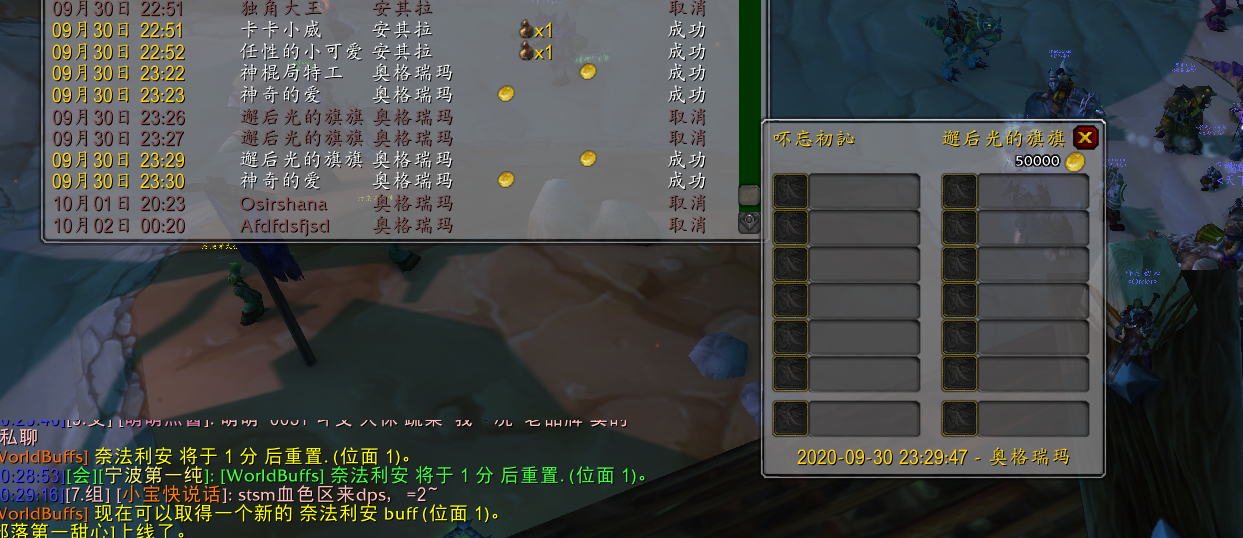 09月30日 22:51 独角大王 安其拉 取消
09月30日 22:51 卡卡小威 安其拉 x1 成功
09月30日 22:52 任性的小可爱 安其拉 x1 成功
09月30日 23:22 神棍局特工 奥格瑞玛 成功
09月30日 23:23 神奇的爱 奥格瑞玛 成功
09月30日 23:26 邂后光的旗旗 奥格瑞玛 取消
09月30日 23:27 邂后光的旗旗 奥格瑞玛 取消
09月30日 23:29 邂后光的旗旗 奥格瑞玛 成功
09月30日 23:30 神奇的爱 奥格瑞玛 成功
10月01日 20:23 Osirshana 奥格瑞玛 取消
10月02日 00:20 Afdfdsfjsd 奥格瑞玛 取消
吥忘初訫 邂后光的旗旗
50000
2020-09-30 23:29:47 - 奥格瑞玛
<Order>
私聊
WorldBuffs] 奈法利安 将于 1 分 后重置. (位面 1)。
0:28:53][会][宁波第一纯]: [WorldBuffs] 奈法利安 将于 1 分 后重置. (位面 1)。
0:29:16][7.组] [小宝快说话]: stsm血色区来dps, =2~
WorldBuffs] 现在可以取得一个新的 奈法利安 buff (位面 1)。
部落第一甜心]上线了。